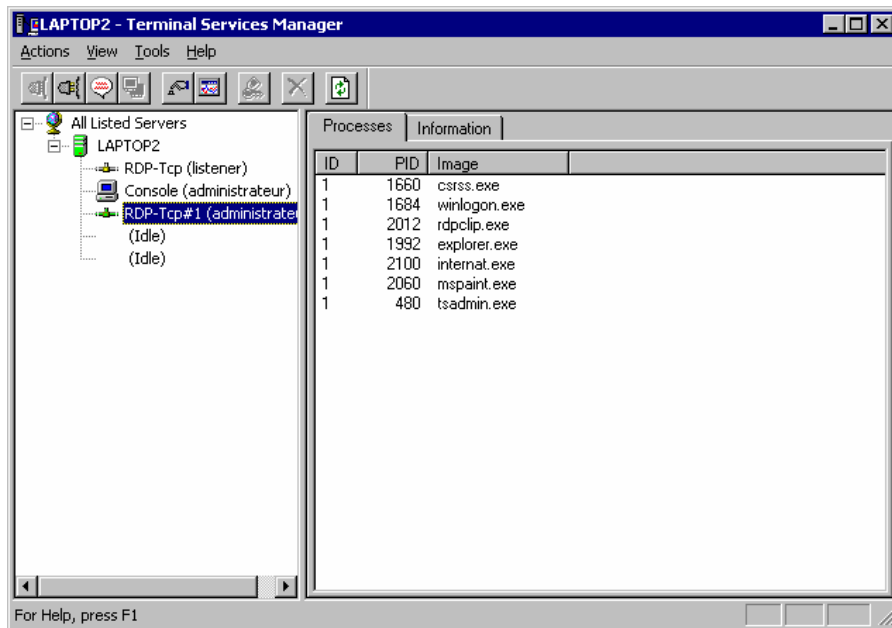 LAPTOP2 - Terminal Services Manager
Actions View Tools Help
All Listed Servers
LAPTOP2
RDP-Tcp (listener)
Console (administrateur)
RDP-Tcp#1 (administrateu
(Idle)
(Idle)
Processes Information
ID PID Image
1 1660 csrss.exe
1 1684 winlogon.exe
1 2012 rdpclip.exe
1 1992 explorer.exe
1 2100 internat.exe
1 2060 mspaint.exe
1 480 tsadmin.exe
For Help, press F1